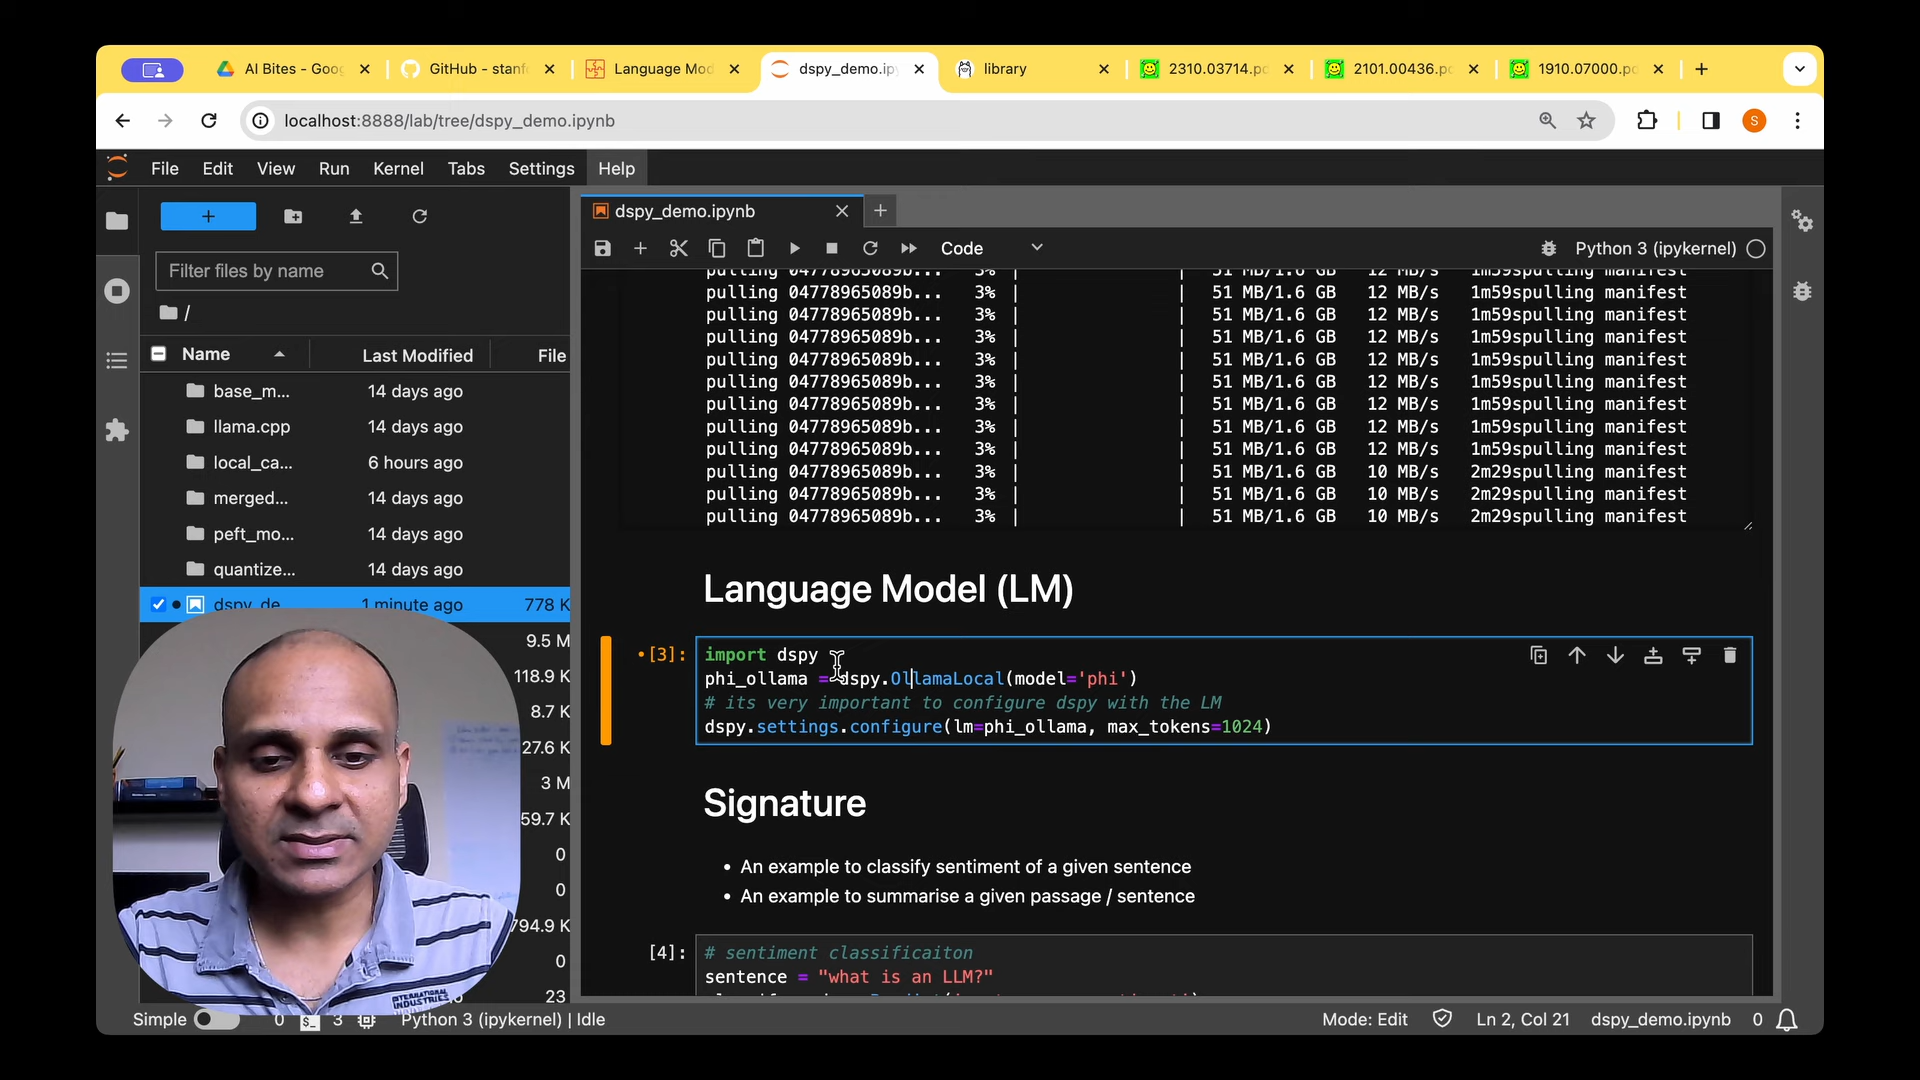 AI Bites - Goo
GitHub - stanf
Language Mod
dspy_demo.ipy
library
2310.03714.pd
2101.00436.pd
1910.07000.pd
localhost:8888/lab/tree/dspy_demo.ipynb
S
File Edit View Run Kernel Tabs Settings Help
dspy_demo.ipynb
Filter files by name
Code
Python 3 (ipykernel)
/
Name Last Modified File
base_m... 14 days ago
llama.cpp 14 days ago
local_ca... 6 hours ago
merged... 14 days ago
peft_mo... 14 days ago
quantize... 14 days ago
dspy_de 1 minute ago 778 K
9.5 M
118.9 K
6 K
8.7 K
27.6 K
3 M
59.7 K
0
0
794.9 K
0
23
pulling 04778965089b... 3% | | 51 MB/1.6 GB 12 MB/s 1m59spulling manifest
pulling 04778965089b... 3% | | 51 MB/1.6 GB 12 MB/s 1m59spulling manifest
pulling 04778965089b... 3% | | 51 MB/1.6 GB 12 MB/s 1m59spulling manifest
pulling 04778965089b... 3% | | 51 MB/1.6 GB 12 MB/s 1m59spulling manifest
pulling 04778965089b... 3% | | 51 MB/1.6 GB 12 MB/s 1m59spulling manifest
pulling 04778965089b... 3% | | 51 MB/1.6 GB 12 MB/s 1m59spulling manifest
pulling 04778965089b... 3% | | 51 MB/1.6 GB 12 MB/s 1m59spulling manifest
pulling 04778965089b... 3% | | 51 MB/1.6 GB 12 MB/s 1m59spulling manifest
pulling 04778965089b... 3% | | 51 MB/1.6 GB 12 MB/s 1m59spulling manifest
pulling 04778965089b... 3% | | 51 MB/1.6 GB 10 MB/s 2m29spulling manifest
pulling 04778965089b... 3% | | 51 MB/1.6 GB 10 MB/s 2m29spulling manifest
pulling 04778965089b... 3% | | 51 MB/1.6 GB 10 MB/s 2m29spulling manifest
Language Model (LM)
[3]: import dspy
phi_ollama = dspy.OllamaLocal(model='phi')
# its very important to configure dspy with the LM
dspy.settings.configure(lm=phi_ollama, max_tokens=1024)
Signature
• An example to classify sentiment of a given sentence
• An example to summarise a given passage / sentence
[4]: # sentiment classificaiton
sentence = "what is an LLM?"
INTERNATIONAL
INDUSTRIES
Simple 0 $_ 3 Python 3 (ipykernel) | Idle Mode: Edit Ln 2, Col 21 dspy_demo.ipynb 0